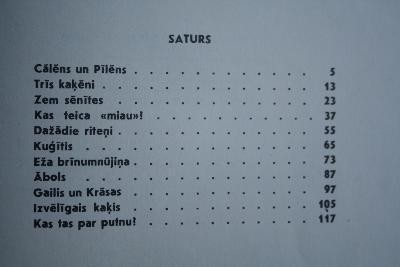 SATURS
Cālēns un Pīlēns . . . . . . . . . . . . 5
Trīs kaķēni . . . . . . . . . . . . . . 13
Zem sēnītes . . . . . . . . . . . . . 23
Kas teica «miau»! . . . . . . . . . . . 37
Dažādie riteņi . . . . . . . . . . . . 55
Kuģītis . . . . . . . . . . . . . . . 65
Eža brīnumnūjiņa . . . . . . . . . . . 73
Ābols . . . . . . . . . . . . . . . 87
Gailis un Krāsas . . . . . . . . . . . 97
Izvēlīgais kaķis . . . . . . . . . . . 105
Kas tas par putnu? . . . . . . . . . . 117